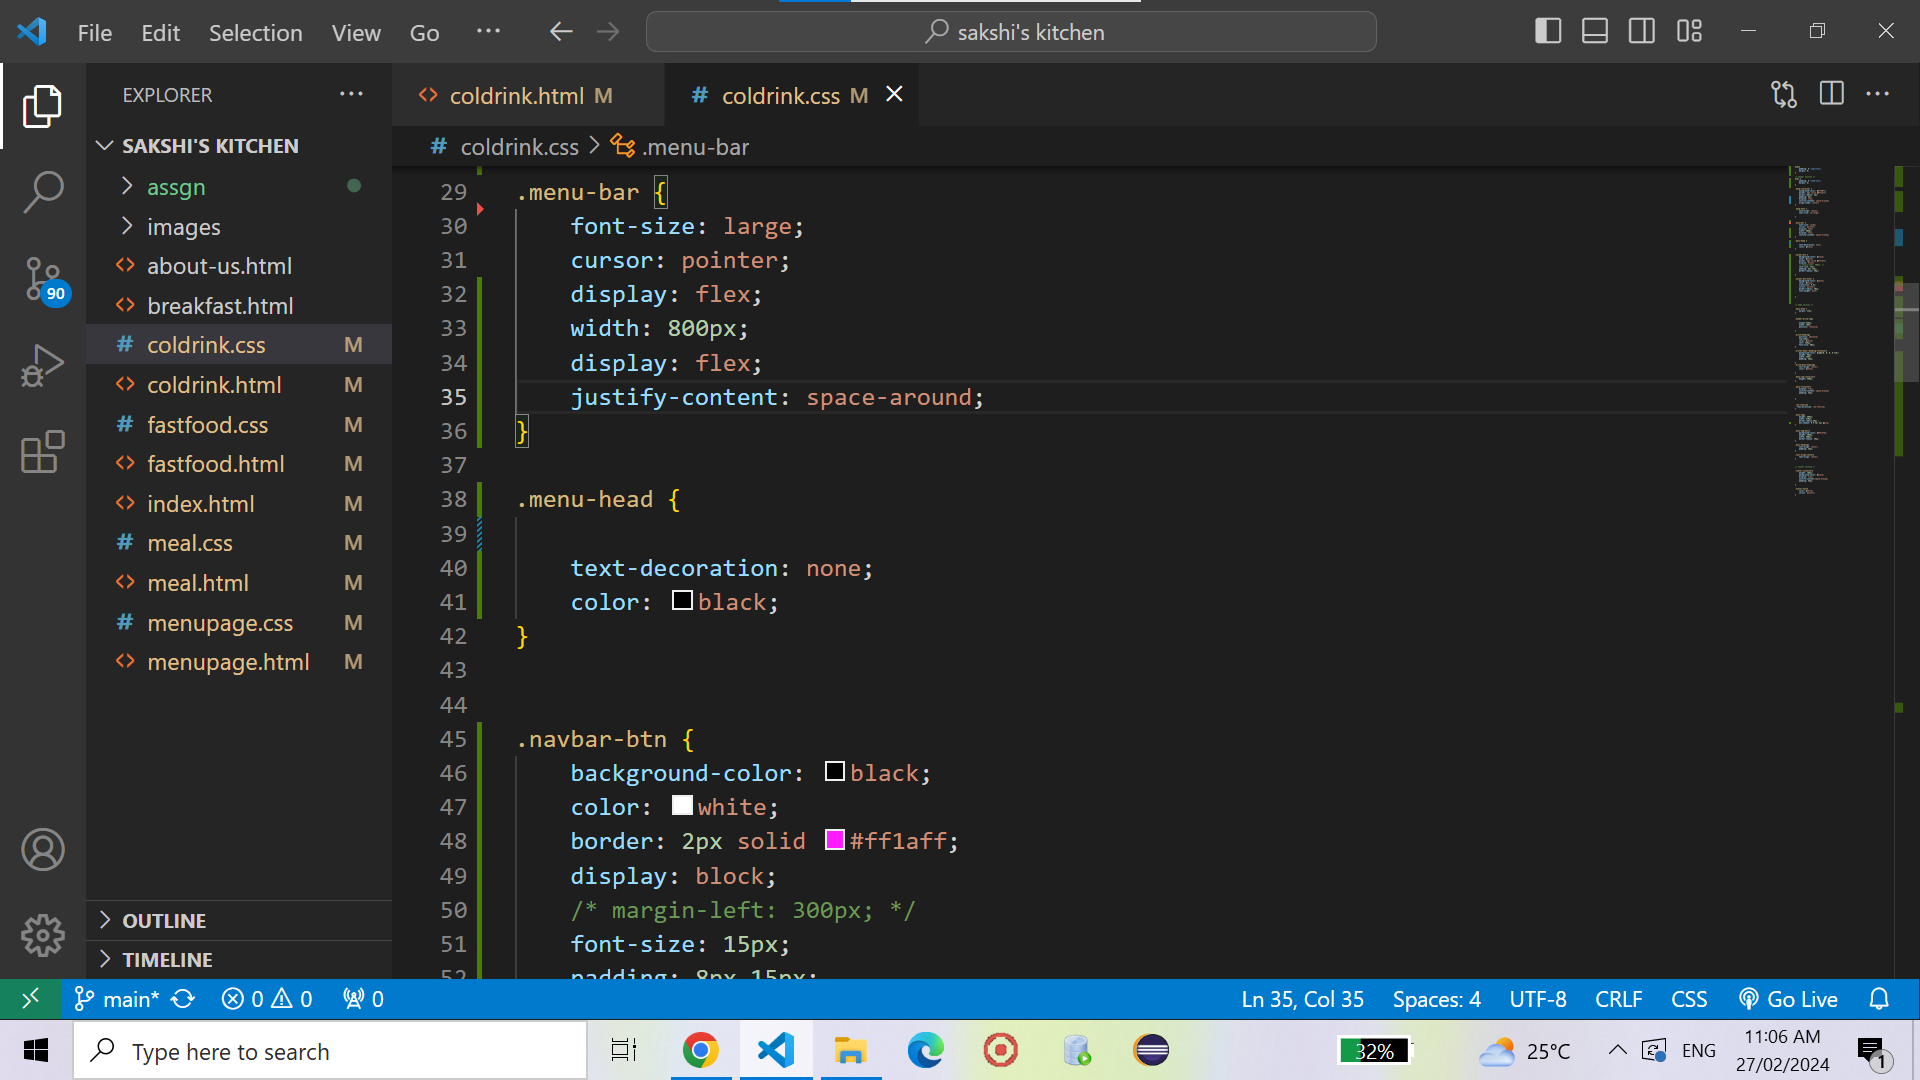 File Edit Selection View Go ··· sakshi's kitchen
EXPLORER ···
coldrink.html M
# coldrink.css M
SAKSHI'S KITCHEN
# coldrink.css > .menu-bar
assgn
images
about-us.html
breakfast.html
# coldrink.css M
coldrink.html M
# fastfood.css M
fastfood.html M
index.html M
# meal.css M
meal.html M
# menupage.css M
menupage.html M
29 .menu-bar {
30 font-size: large;
31 cursor: pointer;
32 display: flex;
33 width: 800px;
34 display: flex;
35 justify-content: space-around;
36 }
37
38 .menu-head {
39
40 text-decoration: none;
41 color: black;
42 }
43
44
45 .navbar-btn {
46 background-color: black;
47 color: white;
48 border: 2px solid #ff1aff;
49 display: block;
50 /* margin-left: 300px; */
51 font-size: 15px;
52 padding: 8px 15px;
90
OUTLINE
TIMELINE
main* 0 0 0 Ln 35, Col 35 Spaces: 4 UTF-8 CRLF CSS Go Live
Type here to search 32% 25°C ENG 11:06 AM
27/02/2024
1